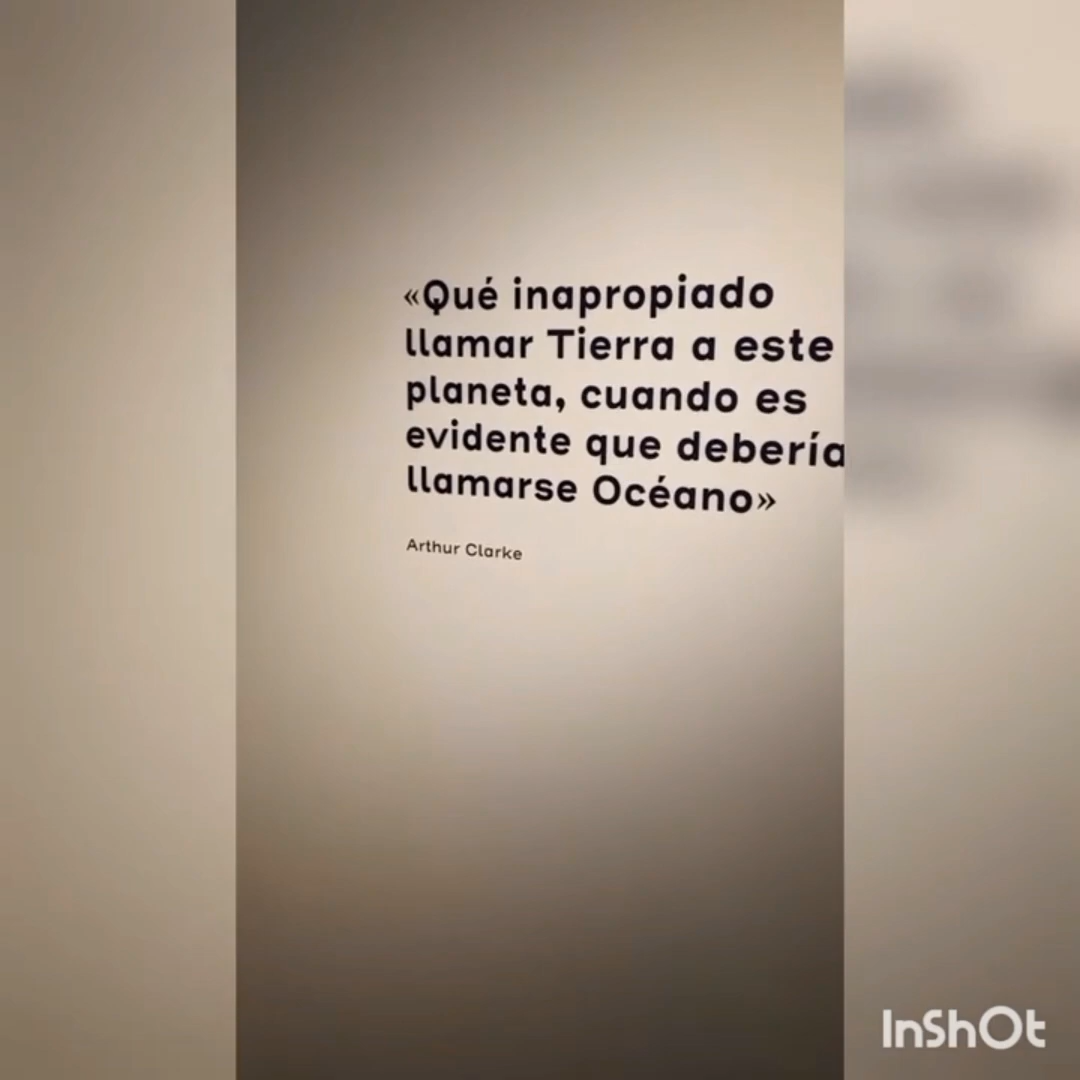 «Qué inapropiado
llamar Tierra a este
planeta, cuando es
evidente que debería
llamarse Océano»
Arthur Clarke
InShOt